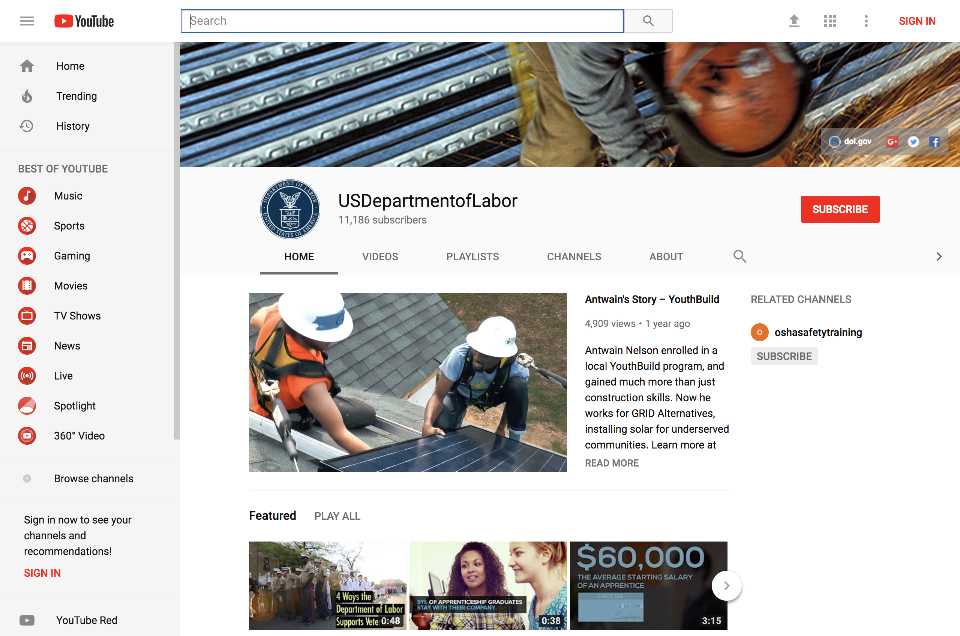 YouTube
Search
SIGN IN
Home
Trending
History
BEST OF YOUTUBE
Music
Sports
Gaming
Movies
TV Shows
News
Live
Spotlight
360° Video
Browse channels
Sign in now to see your
channels and
recommendations!
SIGN IN
YouTube Red
dol.gov
G+
USDepartmentofLabor
11,186 subscribers
SUBSCRIBE
HOME
VIDEOS
PLAYLISTS
CHANNELS
ABOUT
Antwain's Story – YouthBuild
4,909 views • 1 year ago
Antwain Nelson enrolled in a
local YouthBuild program, and
gained much more than just
construction skills. Now he
works for GRID Alternatives,
installing solar for underserved
communities. Learn more at
READ MORE
RELATED CHANNELS
O
oshasafetytraining
SUBSCRIBE
Featured
PLAY ALL
4 Ways the
Department of Labor
Supports Vete
0:48
91% OF APPRENTICESHIP GRADUATES
STAY WITH THEIR COMPANY
0:38
$60,000
THE AVERAGE STARTING SALARY
OF AN APPRENTICE
3:15